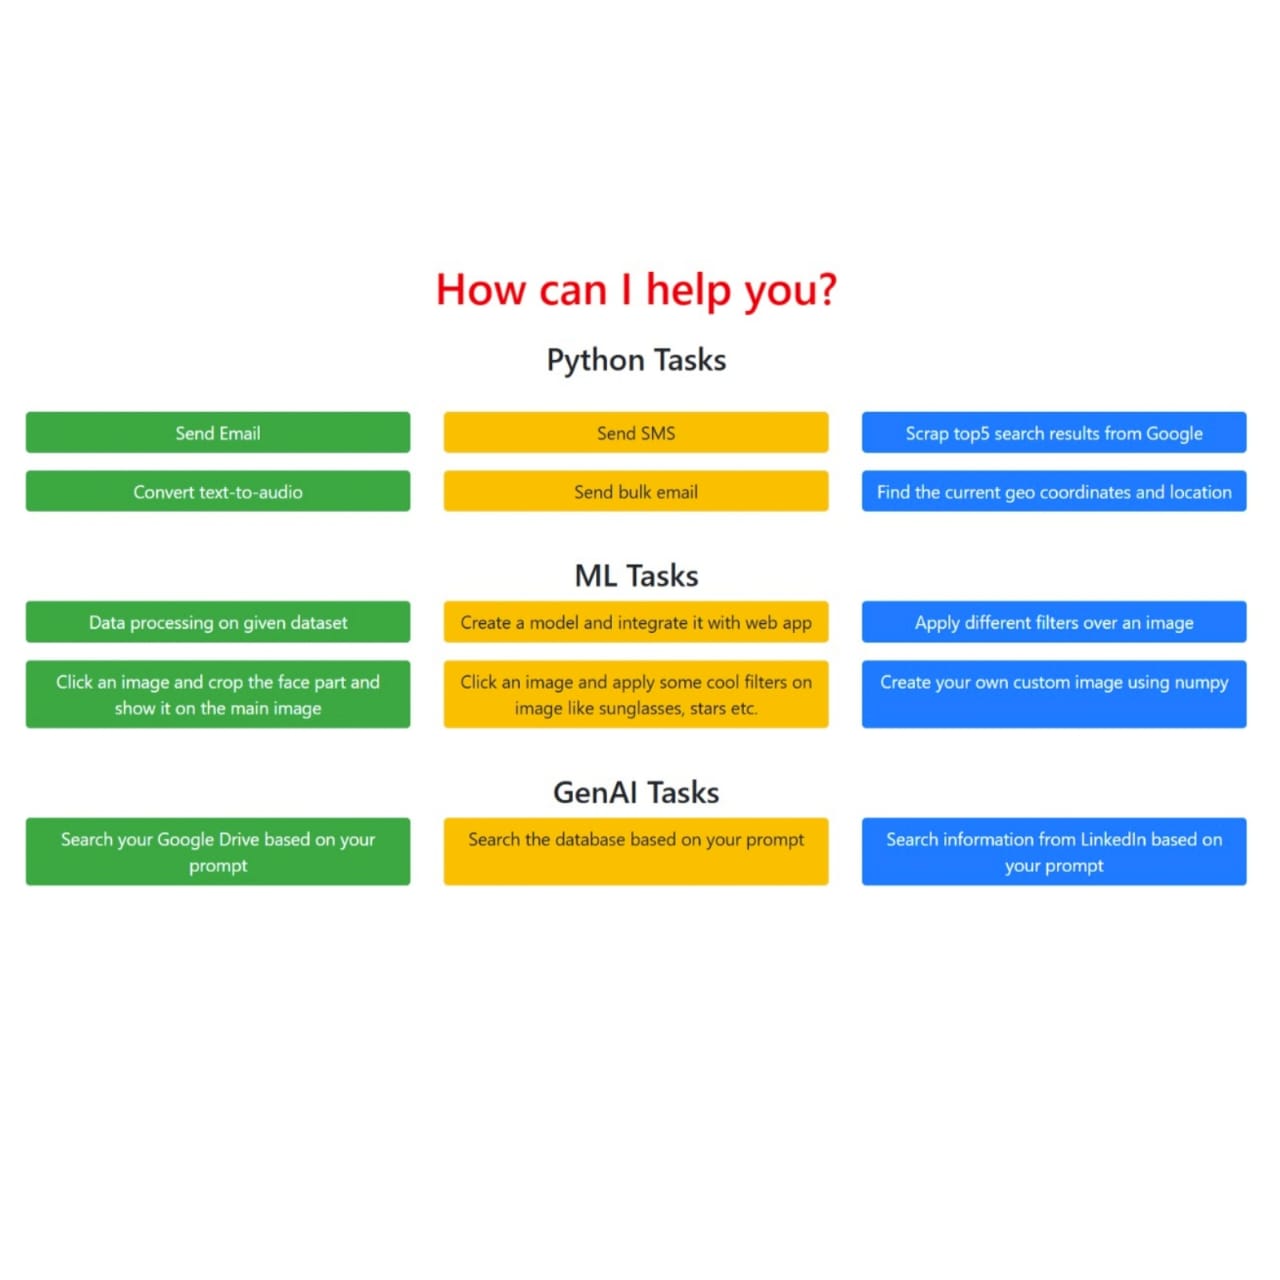 How can I help you?
Python Tasks
Send Email
Send SMS
Scrap top5 search results from Google
Convert text-to-audio
Send bulk email
Find the current geo coordinates and location
ML Tasks
Data processing on given dataset
Create a model and integrate it with web app
Apply different filters over an image
Click an image and crop the face part and
show it on the main image
Click an image and apply some cool filters on
image like sunglasses, stars etc.
Create your own custom image using numpy
GenAI Tasks
Search your Google Drive based on your
prompt
Search the database based on your prompt
Search information from LinkedIn based on
your prompt